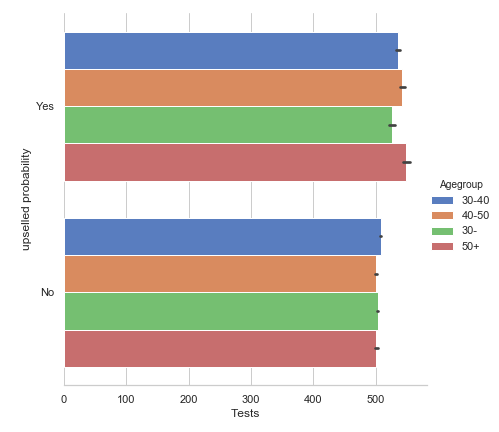 Yes
No
upselled probability
0 100 200 300 400 500
Tests
Agegroup
30-40
40-50
30-
50+